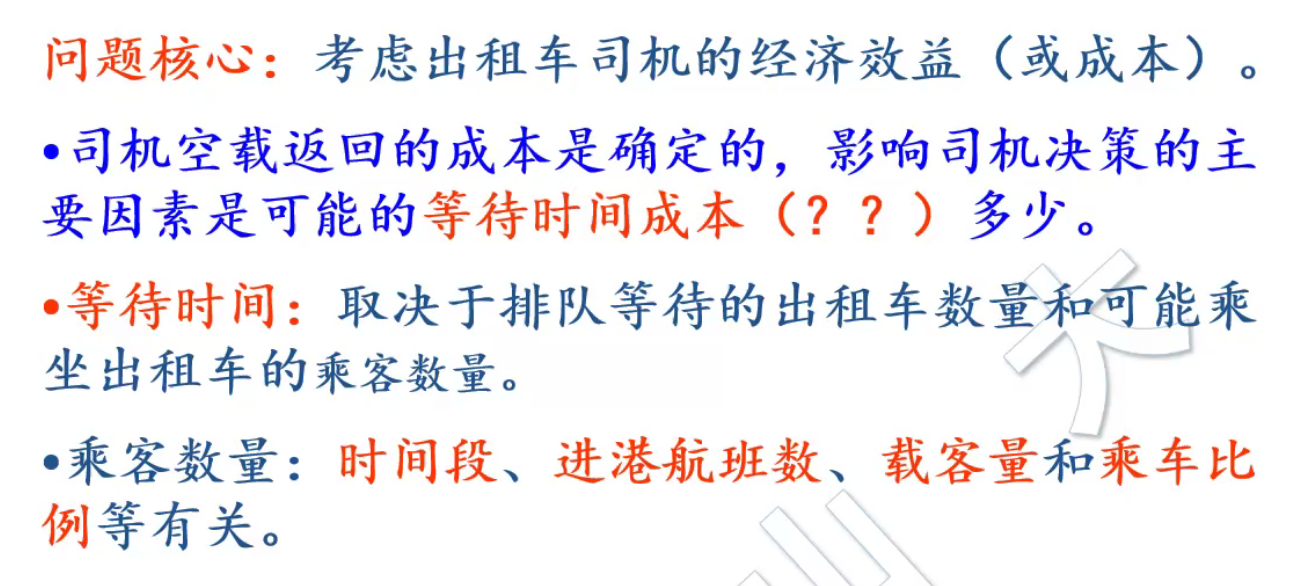 问题核心：考虑出租车司机的经济效益（或成本）。
•司机空载返回的成本是确定的，影响司机决策的主
要因素是可能的等待时间成本（？？）多少。
•等待时间：取决于排队等待的出租车数量和可能乘
坐出租车的乘客数量。
•乘客数量：时间段、进港航班数、载客量和乘车比
例等有关。